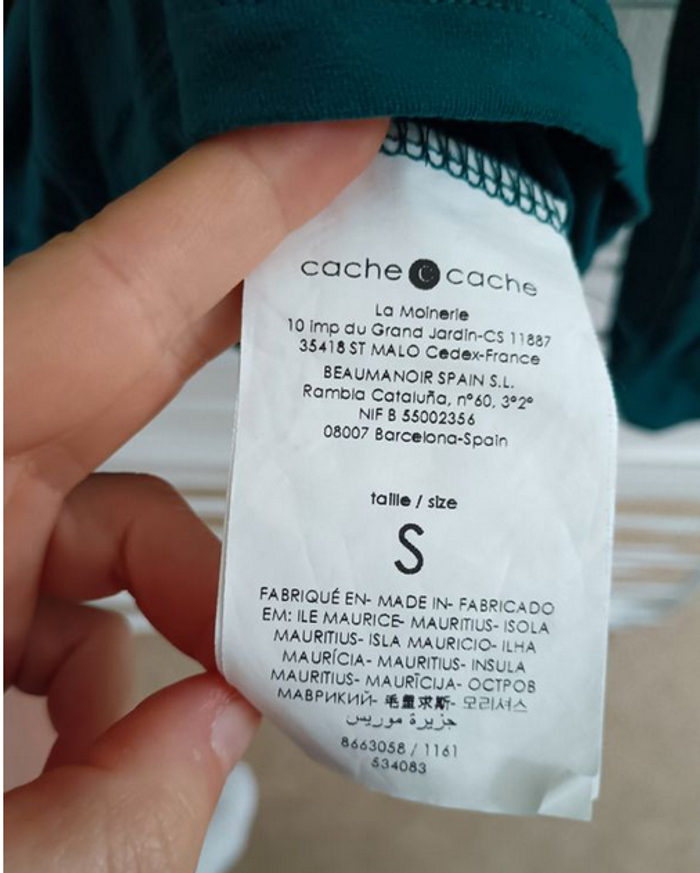 cache c cache
La Moinerie
10 imp du Grand Jardin-CS 11887
35418 ST MALO Cedex-France
BEAUMANOIR SPAIN S.L.
Rambla Cataluña, nº60, 3º2º
NIF B 55002356
08007 Barcelona-Spain
taille / size
S
FABRIQUÉ EN- MADE IN- FABRICADO
EM: ILE MAURICE- MAURITIUS- ISOLA
MAURITIUS- ISLA MAURICIO- ILHA
MAURÍCIA- MAURITIUS- INSULA
MAURITIUS- MAURĪCIJA- ОСТРОВ
МАВРИКИЙ- 毛里求斯- 모리셔스
جزيرة موريس
8663058 / 1161
534083